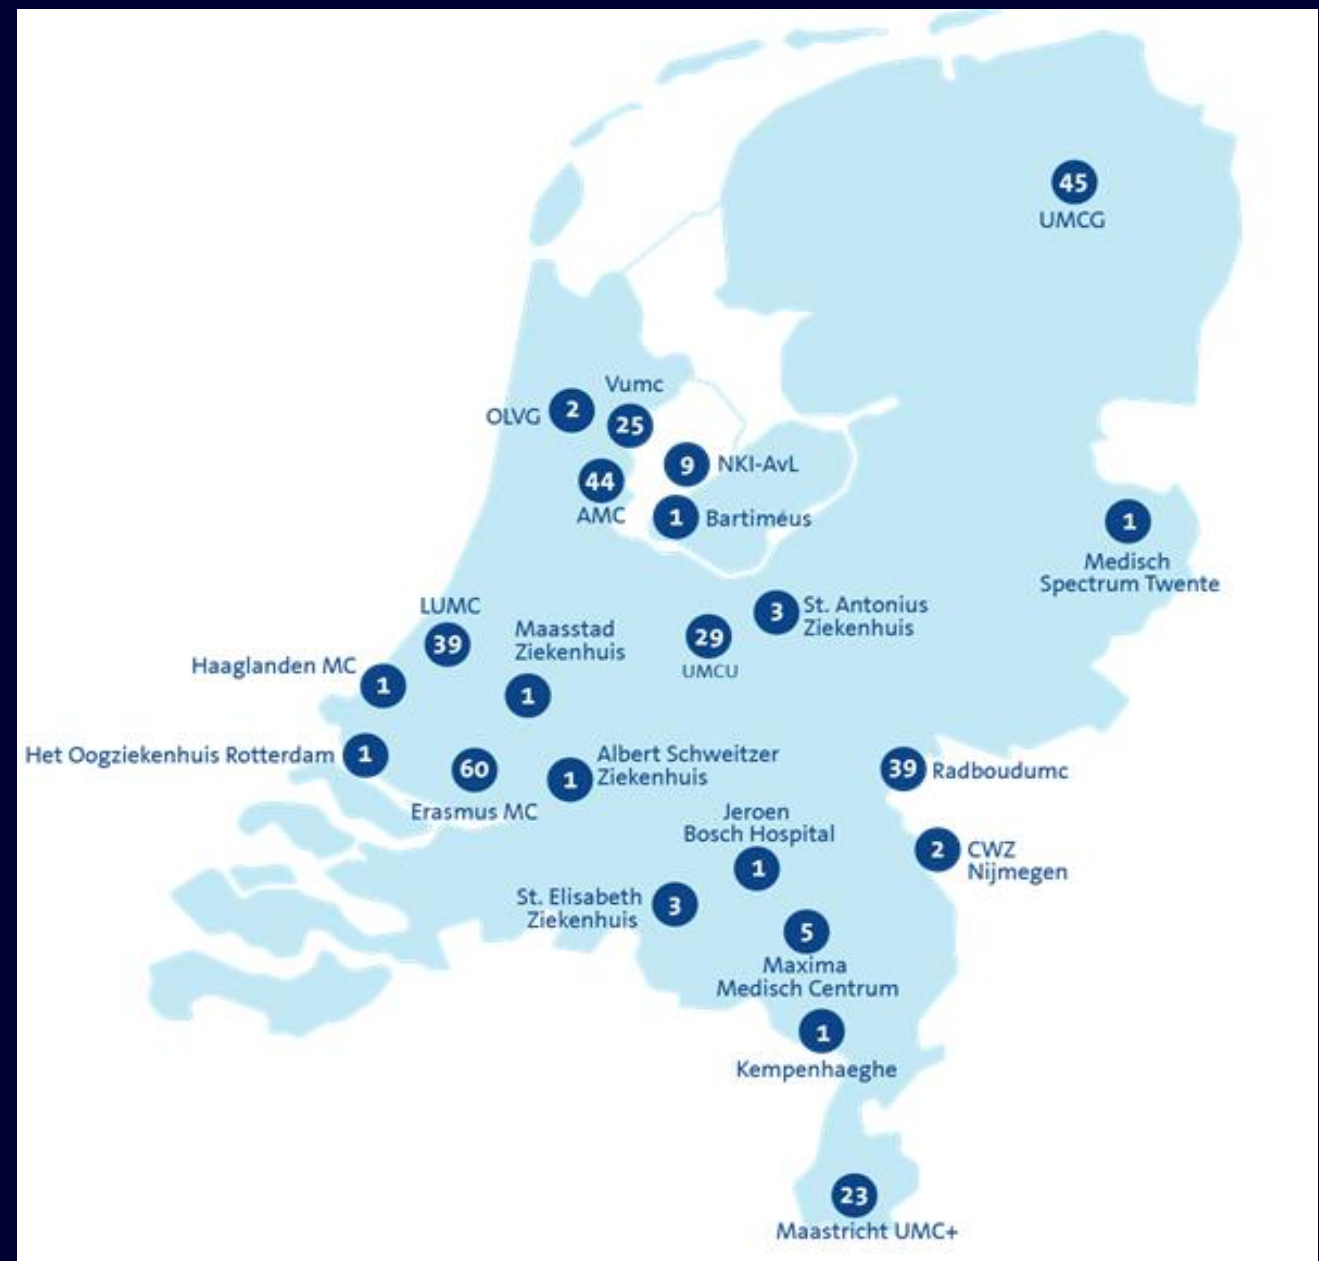 45
UMCG
Vumc
OLVG 2
25
9 NKI-AvL
44
AMC
1 Bartiméus
1
Medisch
Spectrum Twente
LUMC
39
Maasstad
Ziekenhuis
1
29
UMCU
3
St. Antonius
Ziekenhuis
Haaglanden MC
1
Het Oogziekenhuis Rotterdam 1
60
Erasmus MC
1
Albert Schweitzer
Ziekenhuis
39 Radboudumc
Jeroen
Bosch Hospital
1
2
CWZ
Nijmegen
St. Elisabeth
Ziekenhuis
3
5
Maxima
Medisch Centrum
1
Kempenhaeghe
23
Maastricht UMC+